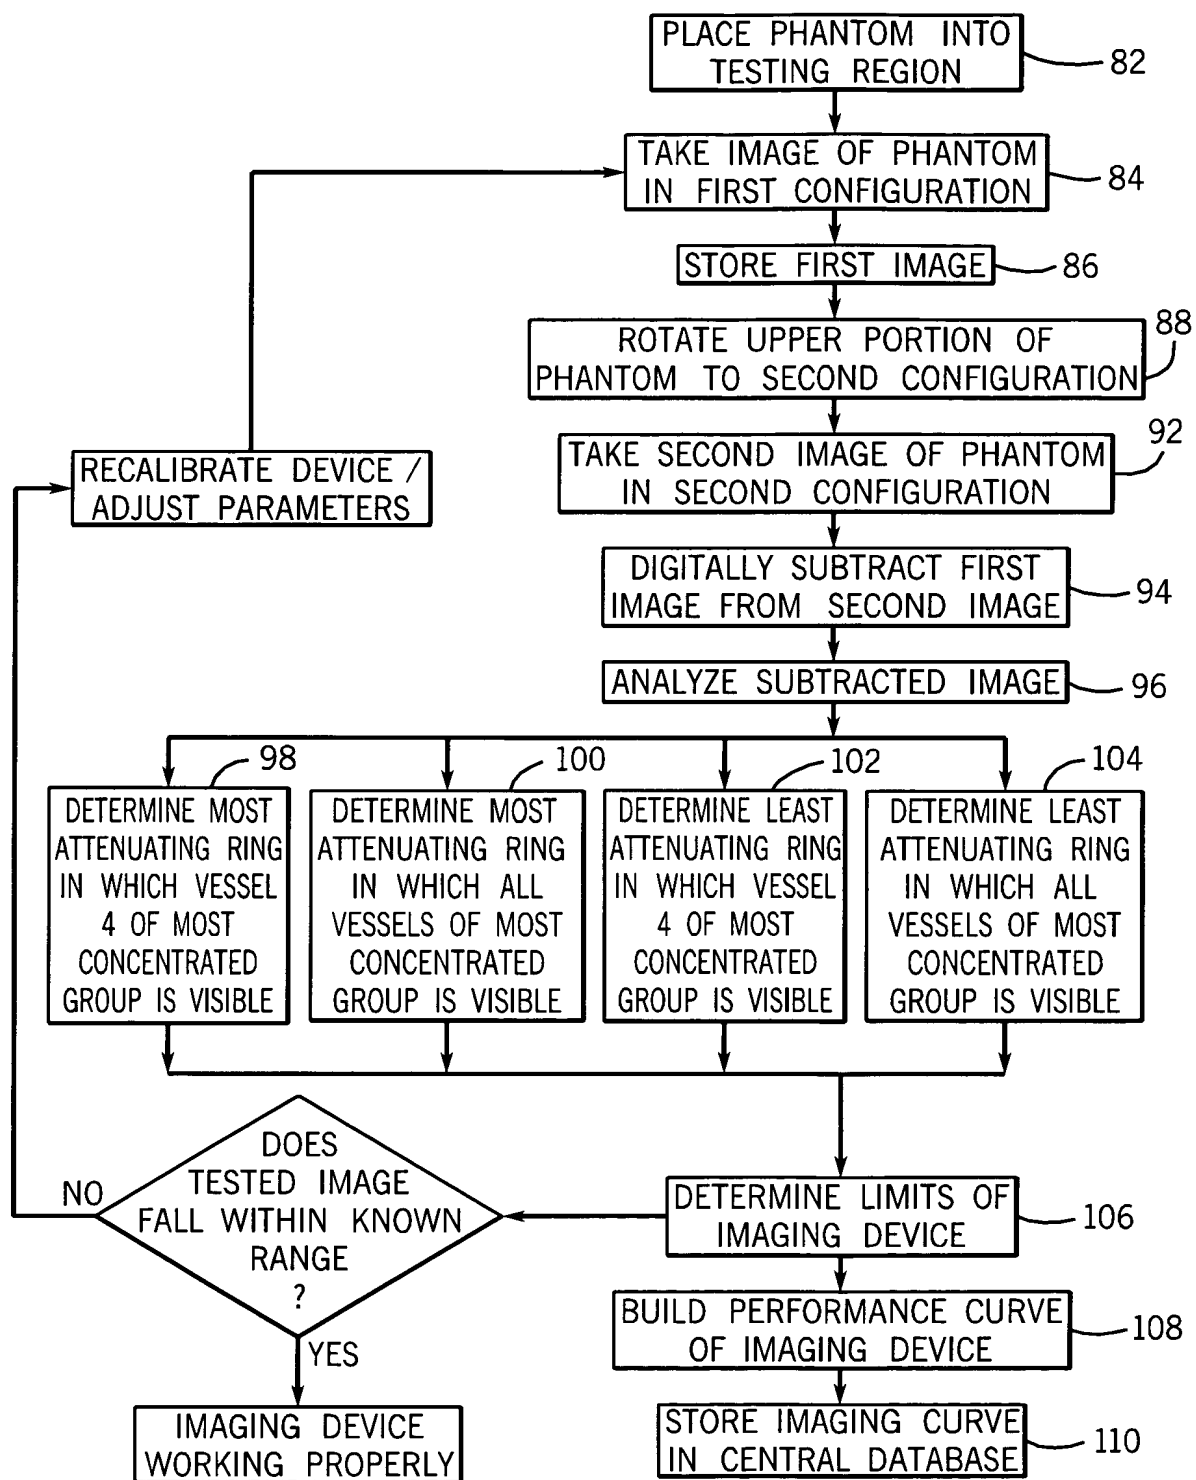 PLACE PHANTOM INTO
TESTING REGION
82
TAKE IMAGE OF PHANTOM
IN FIRST CONFIGURATION
84
STORE FIRST IMAGE
86
ROTATE UPPER PORTION OF
PHANTOM TO SECOND CONFIGURATION
88
TAKE SECOND IMAGE OF PHANTOM
IN SECOND CONFIGURATION
92
RECALIBRATE DEVICE /
ADJUST PARAMETERS
DIGITALLY SUBTRACT FIRST
IMAGE FROM SECOND IMAGE
94
ANALYZE SUBTRACTED IMAGE
96
98
DETERMINE MOST
ATTENUATING RING
IN WHICH VESSEL
4 OF MOST
CONCENTRATED
GROUP IS VISIBLE
100
DETERMINE MOST
ATTENUATING RING
IN WHICH ALL
VESSELS OF MOST
CONCENTRATED
GROUP IS VISIBLE
102
DETERMINE LEAST
ATTENUATING RING
IN WHICH VESSEL
4 OF MOST
CONCENTRATED
GROUP IS VISIBLE
104
DETERMINE LEAST
ATTENUATING RING
IN WHICH ALL
VESSELS OF MOST
CONCENTRATED
GROUP IS VISIBLE
DETERMINE LIMITS OF
IMAGING DEVICE
106
DOES
TESTED IMAGE
FALL WITHIN KNOWN
RANGE
?
NO
YES
IMAGING DEVICE
WORKING PROPERLY
BUILD PERFORMANCE CURVE
OF IMAGING DEVICE
108
STORE IMAGING CURVE
IN CENTRAL DATABASE
110